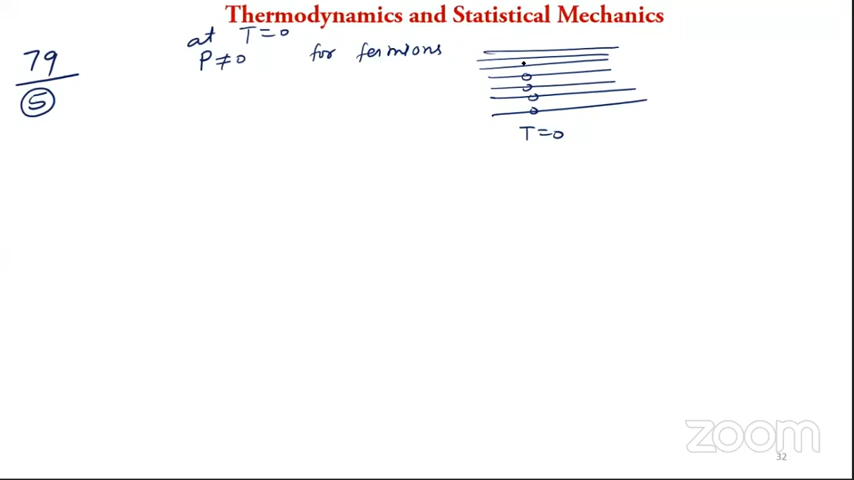 Thermodynamics and Statistical Mechanics
at T=0
P≠0 for fermions
79
5
T=0
zoom
32